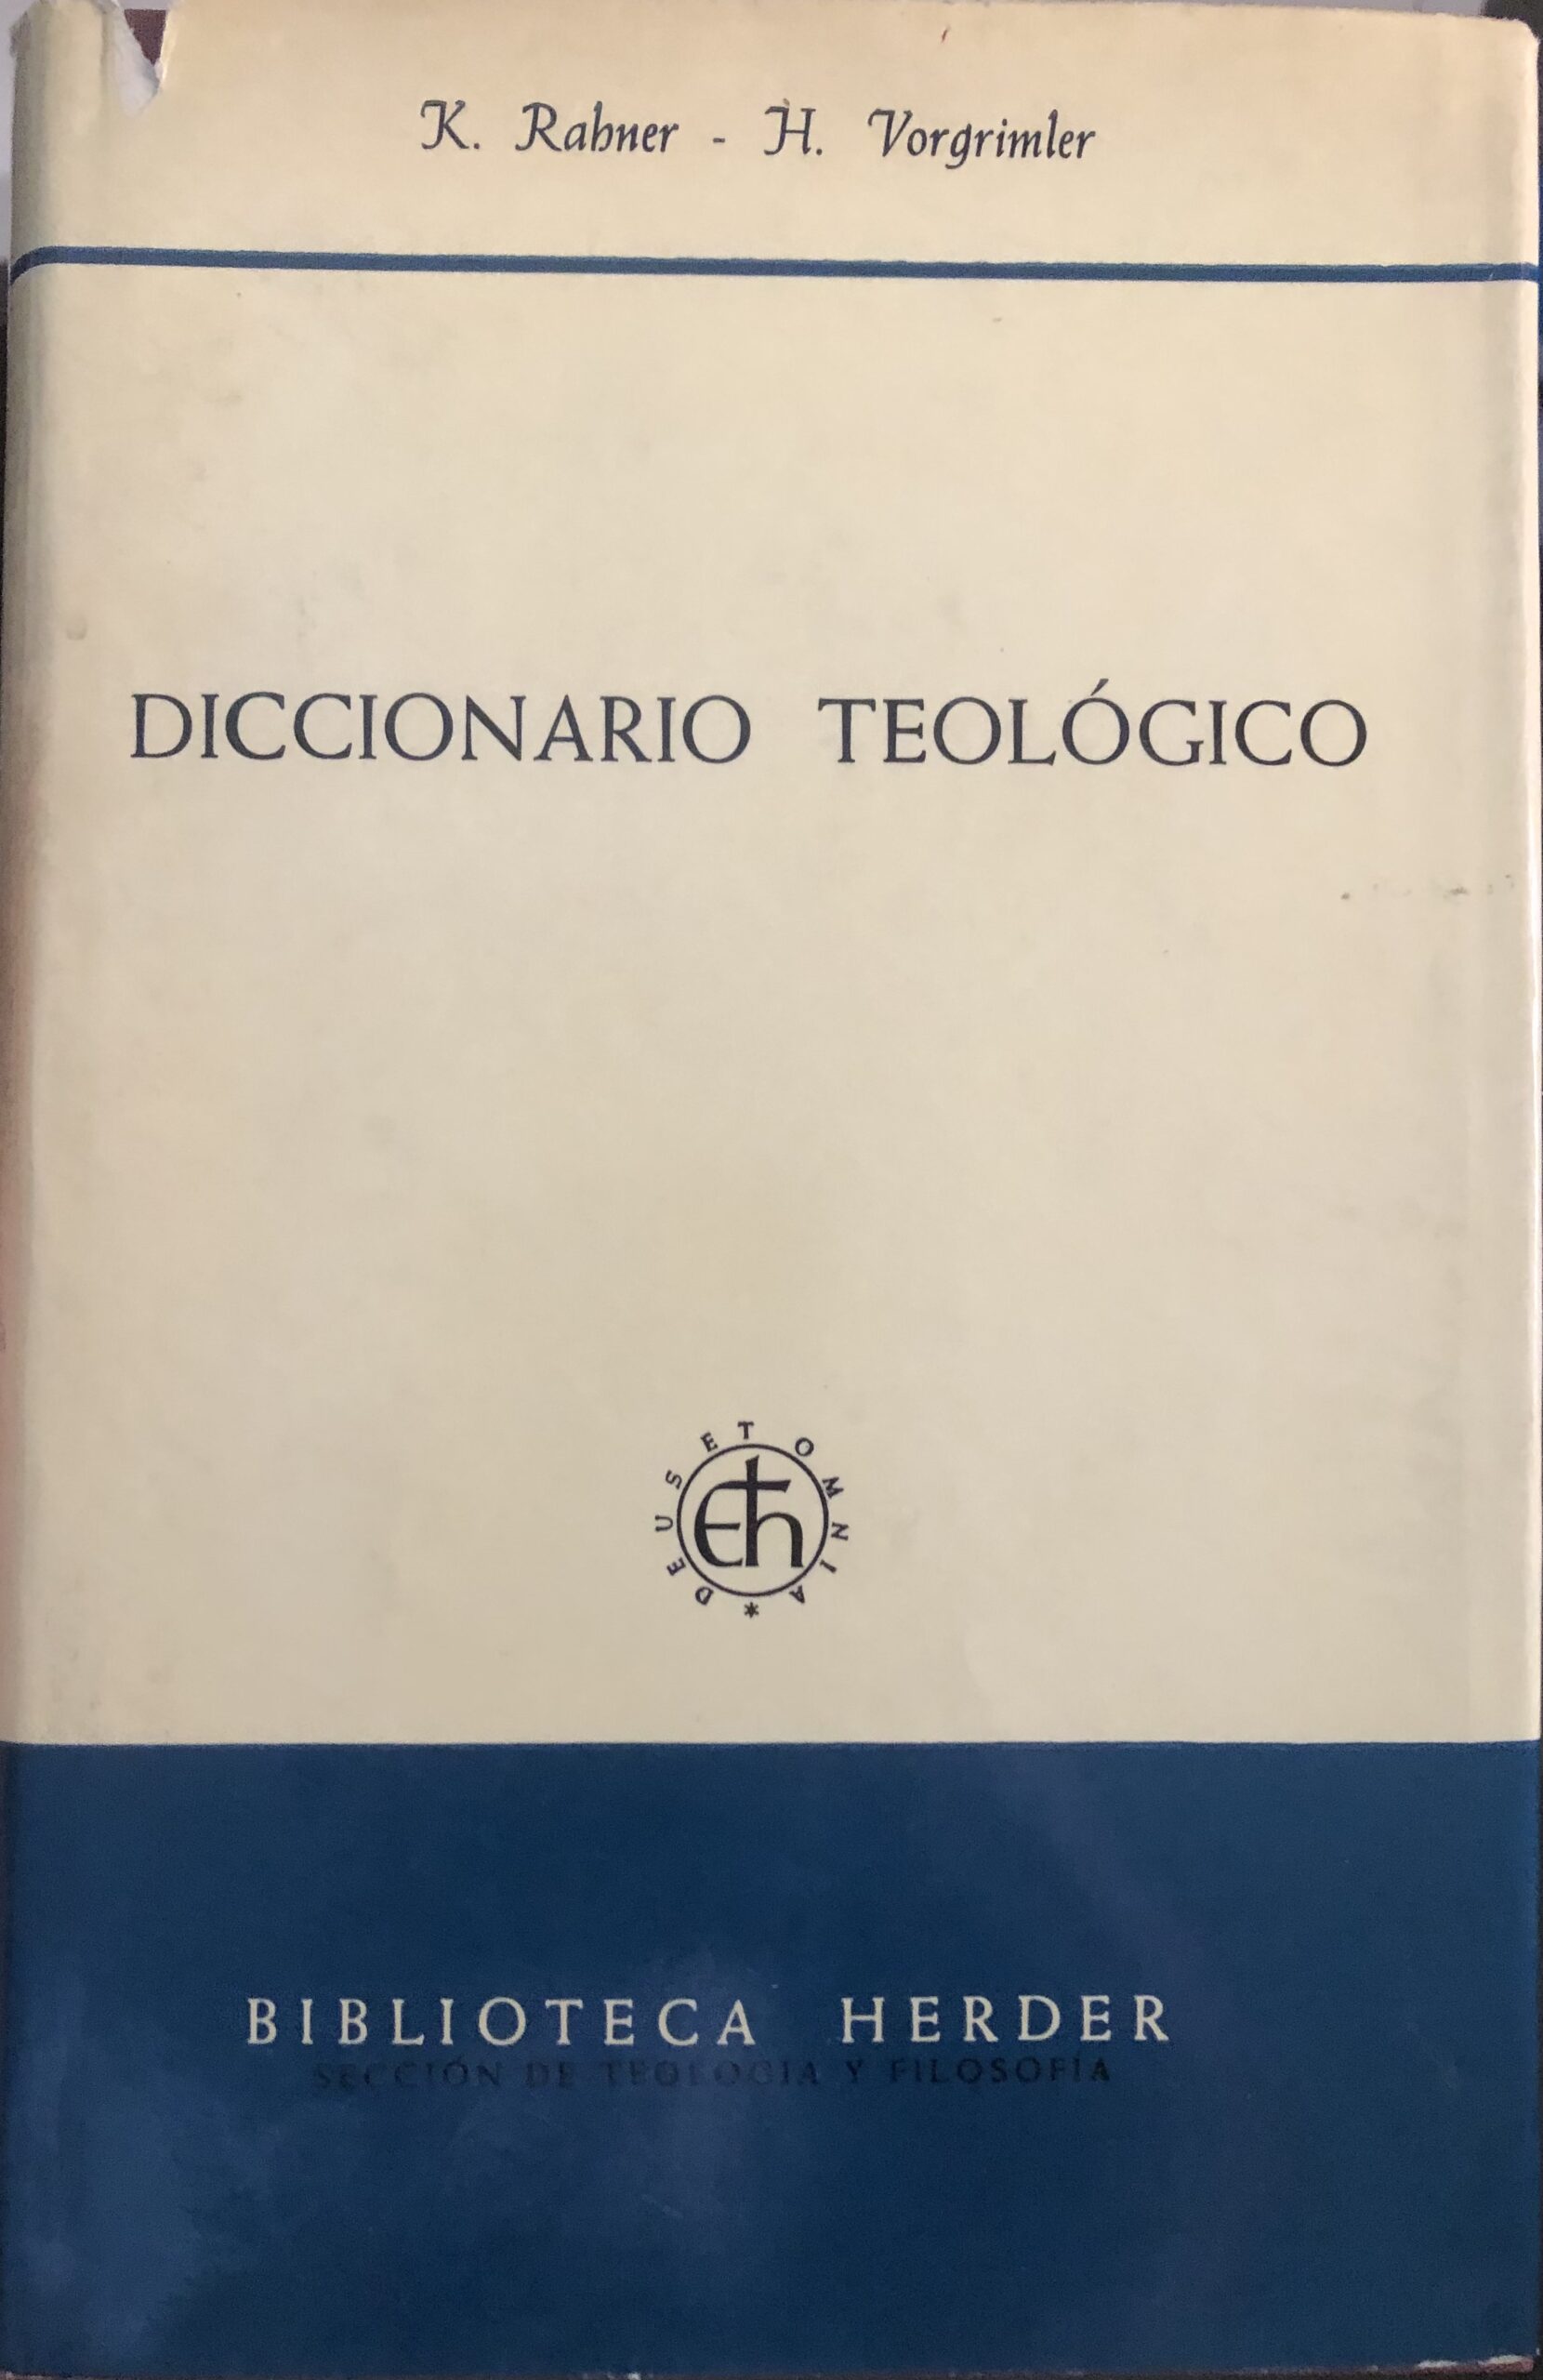 K. Rahner - H. Vorgrimler
DICCIONARIO TEOLÓGICO
DEUS ET OMNIA *
Eh
BIBLIOTECA HERDER
SECCIÓN DE TEOLOGÍA Y FILOSOFÍA